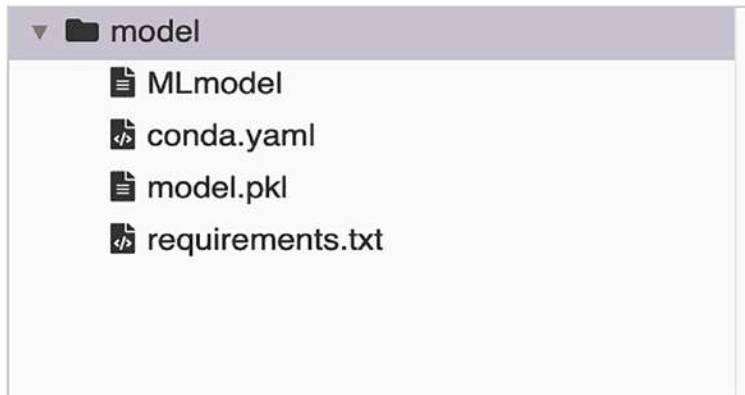 model
MLmodel
conda.yaml
model.pkl
requirements.txt